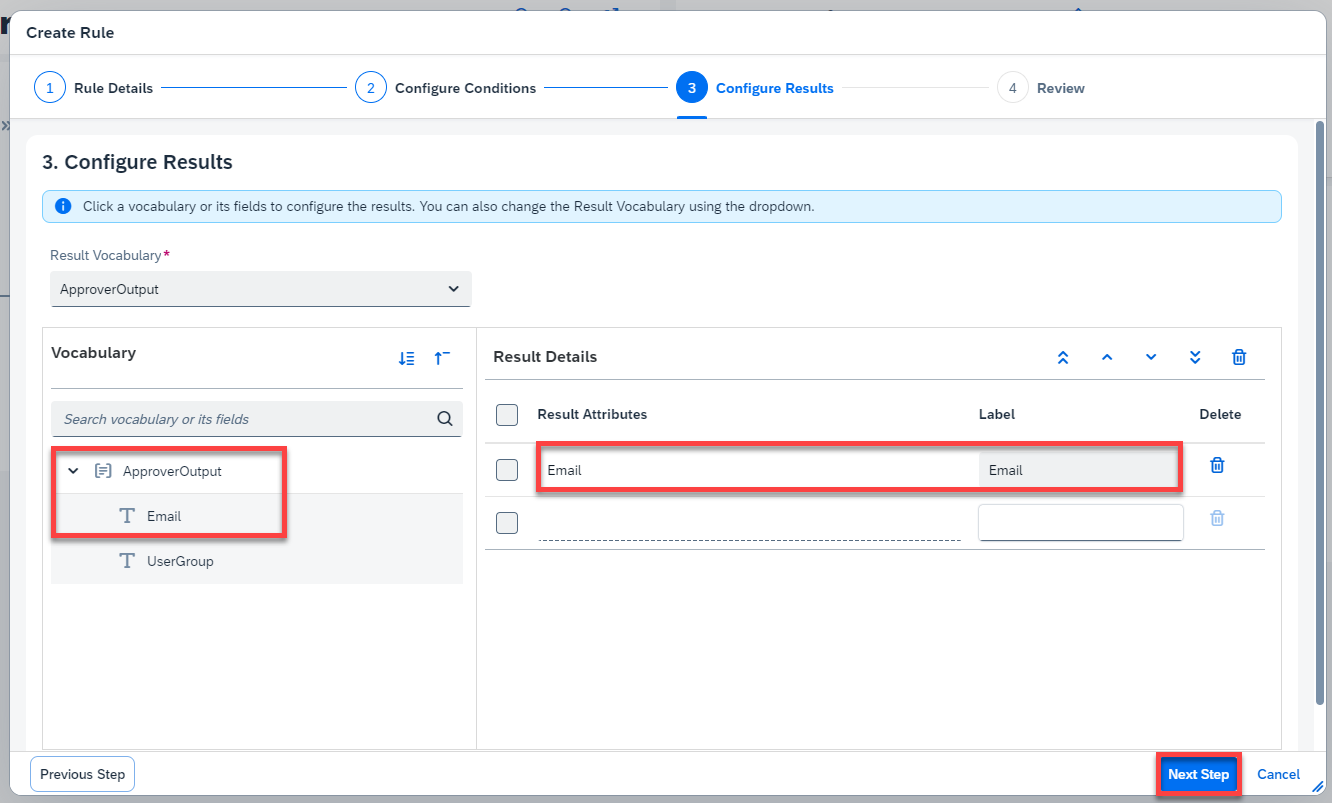 Create Rule
1 Rule Details 2 Configure Conditions 3 Configure Results 4 Review
3. Configure Results
Click a vocabulary or its fields to configure the results. You can also change the Result Vocabulary using the dropdown.
Result Vocabulary*
ApproverOutput
Vocabulary
Search vocabulary or its fields
ApproverOutput
Email
UserGroup
Result Details
Result Attributes Label Delete
Email Email
Previous Step Next Step Cancel